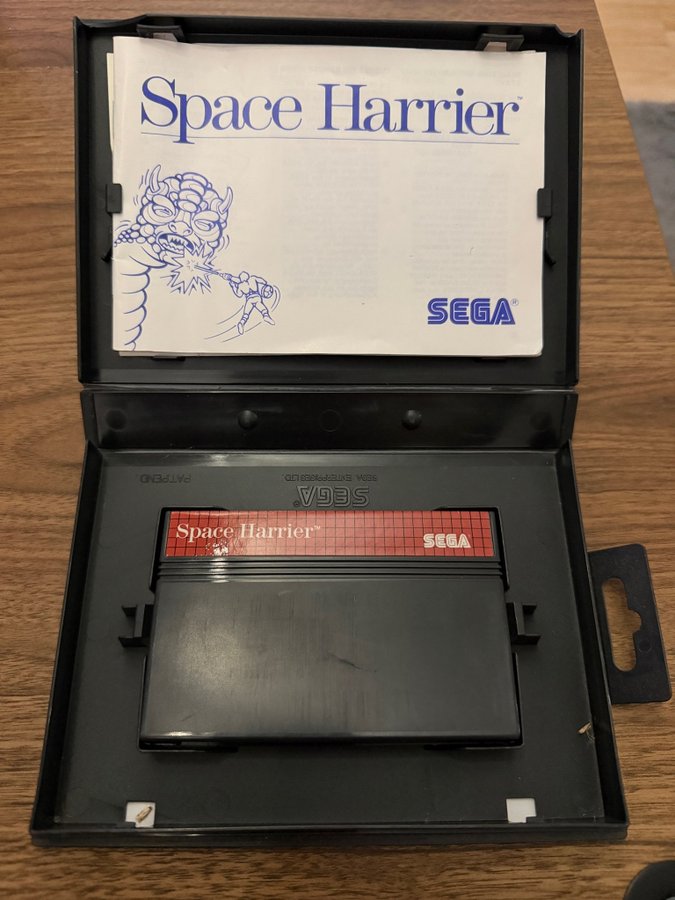 Space Harrier™
SEGA®
PAT.PEND
SEGA ENTERPRISES LTD.
SEGA®
Space Harrier™
SEGA